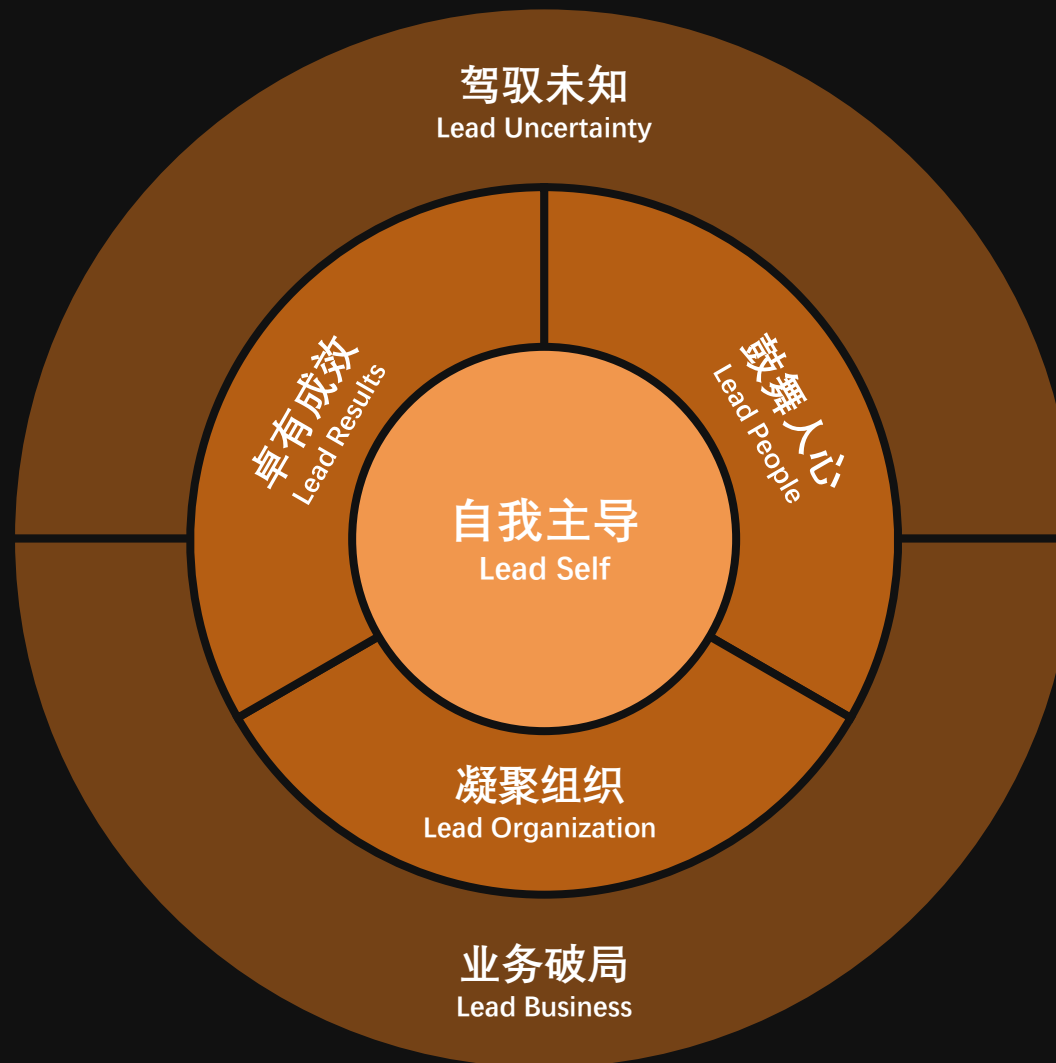 驾驭未知
Lead Uncertainty
卓有成效
Lead Results
鼓舞人心
Lead People
自我主导
Lead Self
凝聚组织
Lead Organization
业务破局
Lead Business